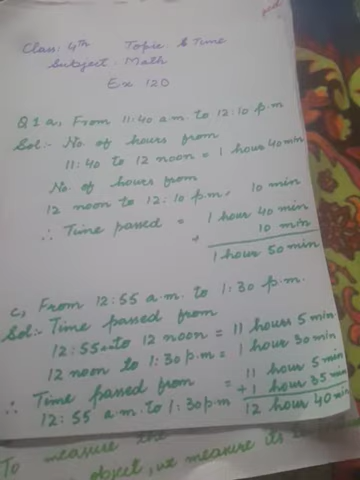 Class: 4th Topic: Time
Subject: Math
Ex 120
Q1 a, From 11:40 a.m. to 12:10 p.m
Sol:- No. of hours from
11:40 to 12 noon = 1 hour 40 min
No. of hours from
12 noon to 12:10 p.m. 10 min
∴ Time passed = 1 hour 40 min
+ 10 min
1 hour 50 min
c, From 12:55 a.m. to 1:30 p.m.
Sol:- Time passed from
12:55 to 12 noon = 11 hours 5 min
12 noon to 1:30 p.m = 1 hour 30 min
∴ Time passed from = 11 hour 5 min
12:55 a.m. to 1:30 p.m + 1 hour 35 min
12 hour 40 min
To measure the
object, we measure its